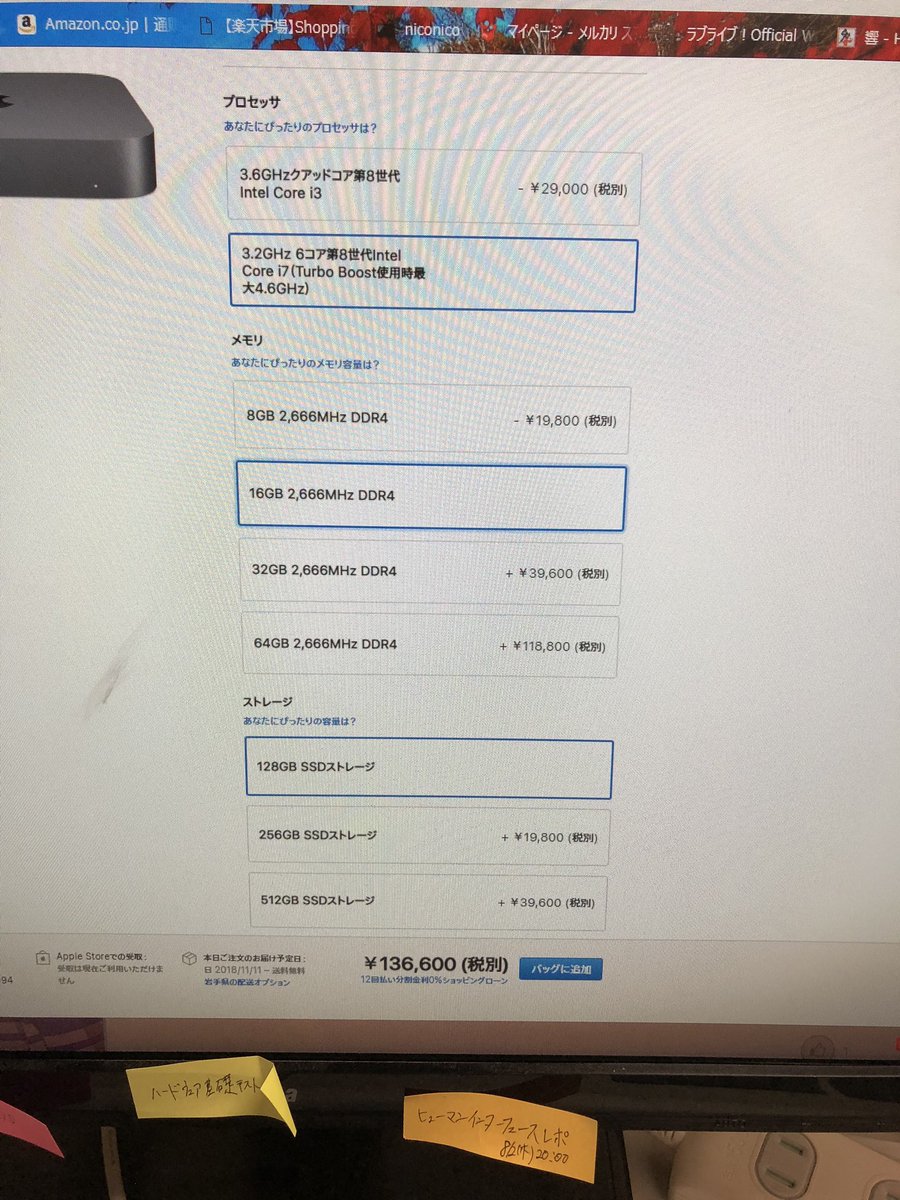 Amazon.co.jp | 通
【楽天市場】Shoppin
niconico
マイページ - メルカリ ス
ラブライブ!Official W
響 - H
プロセッサ
あなたにぴったりのプロセッサは?
3.6GHzクアッドコア第8世代
Intel Core i3
- ¥29,000 (税別)
3.2GHz 6コア第8世代Intel
Core i7(Turbo Boost使用時最
大4.6GHz)
メモリ
あなたにぴったりのメモリ容量は?
8GB 2,666MHz DDR4
- ¥19,800 (税別)
16GB 2,666MHz DDR4
32GB 2,666MHz DDR4
+ ¥39,600 (税別)
64GB 2,666MHz DDR4
+ ¥118,800 (税別)
ストレージ
あなたにぴったりの容量は?
128GB SSDストレージ
256GB SSDストレージ
+ ¥19,800 (税別)
512GB SSDストレージ
+ ¥39,600 (税別)
94
Apple Storeでの受取:
受取は現在ご利用いただけま
せん
本日ご注文のお届け予定日:
日 2018/11/11 – 送料無料
岩手県の配送オプション
¥136,600 (税別)
12回払い分割金利0%ショッピングローン
バッグに追加
ハードウェア基礎テスト
ヒューマンインターフェースレポ
20:00